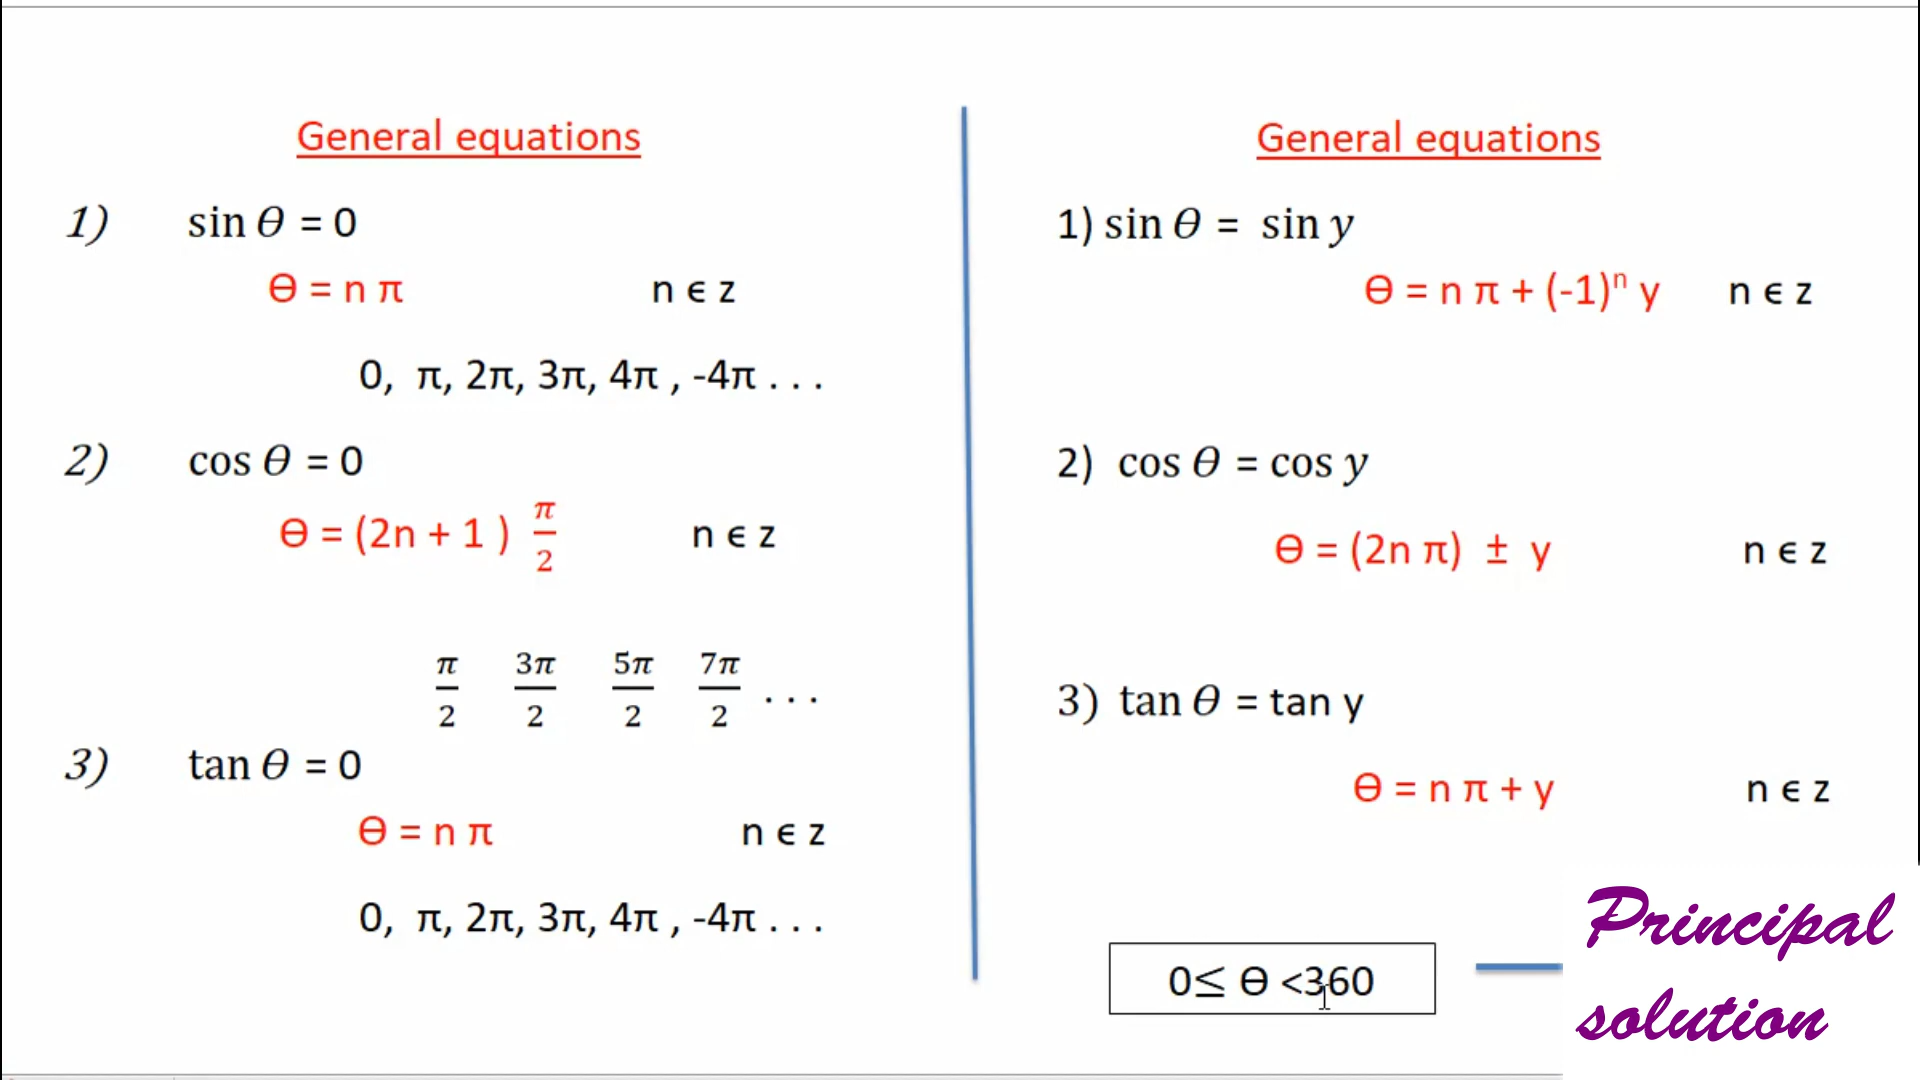 General equations
1) sin θ = 0
ϴ = n π n ϵ z
0, π, 2π, 3π, 4π , -4π . . .
2) cos θ = 0
ϴ = (2n + 1 ) π/2 n ϵ z
π/2 3π/2 5π/2 7π/2 . . .
3) tan θ = 0
ϴ = n π n ϵ z
0, π, 2π, 3π, 4π , -4π . . .
General equations
1) sin θ = sin y
ϴ = n π + (-1)ⁿ y n ϵ z
2) cos θ = cos y
ϴ = (2n π) ± y n ϵ z
3) tan θ = tan y
ϴ = n π + y n ϵ z
0≤ ϴ <360
Principal
solution